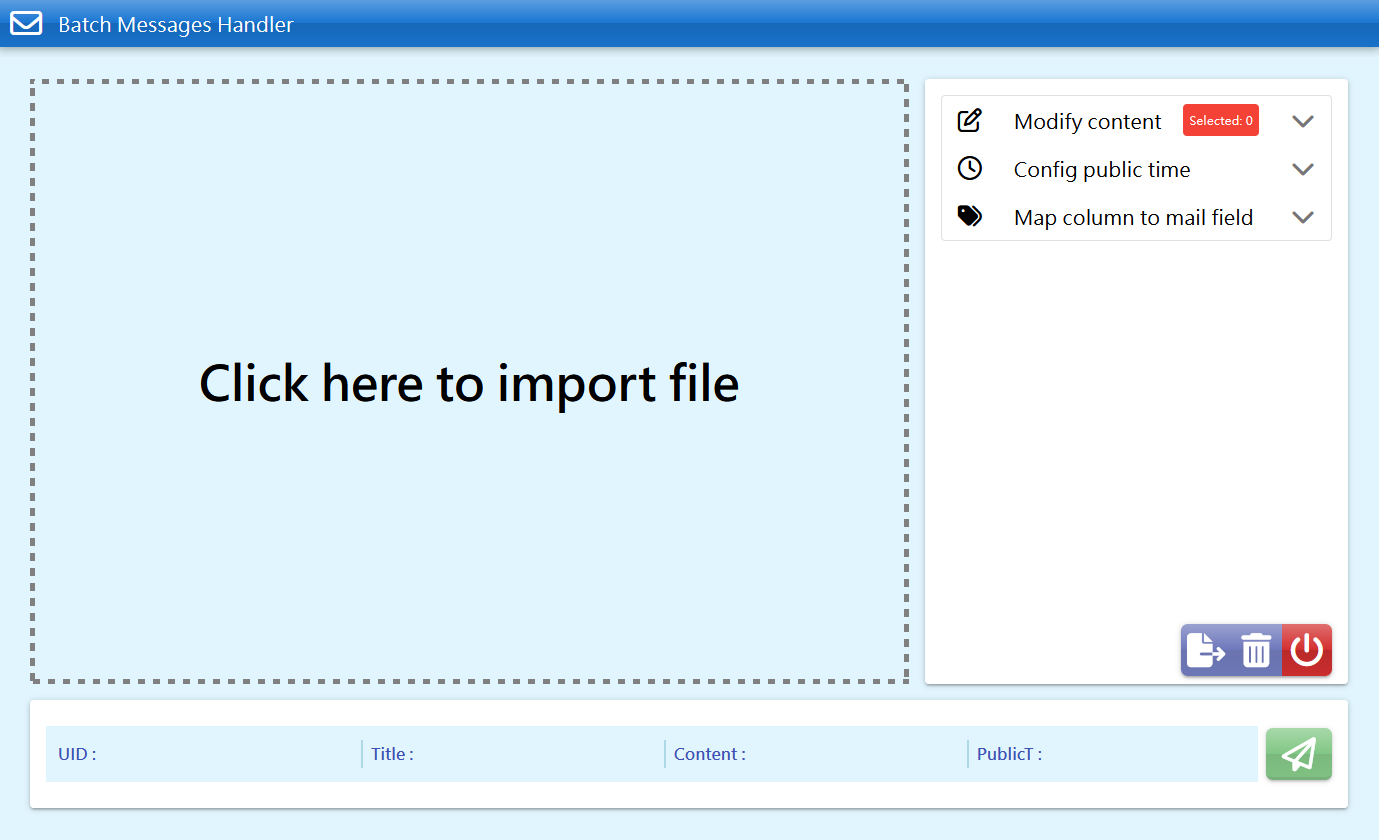 Batch Messages Handler
Click here to import file
Modify content Selected: 0
Config public time
Map column to mail field
UID : Title : Content : PublicT :